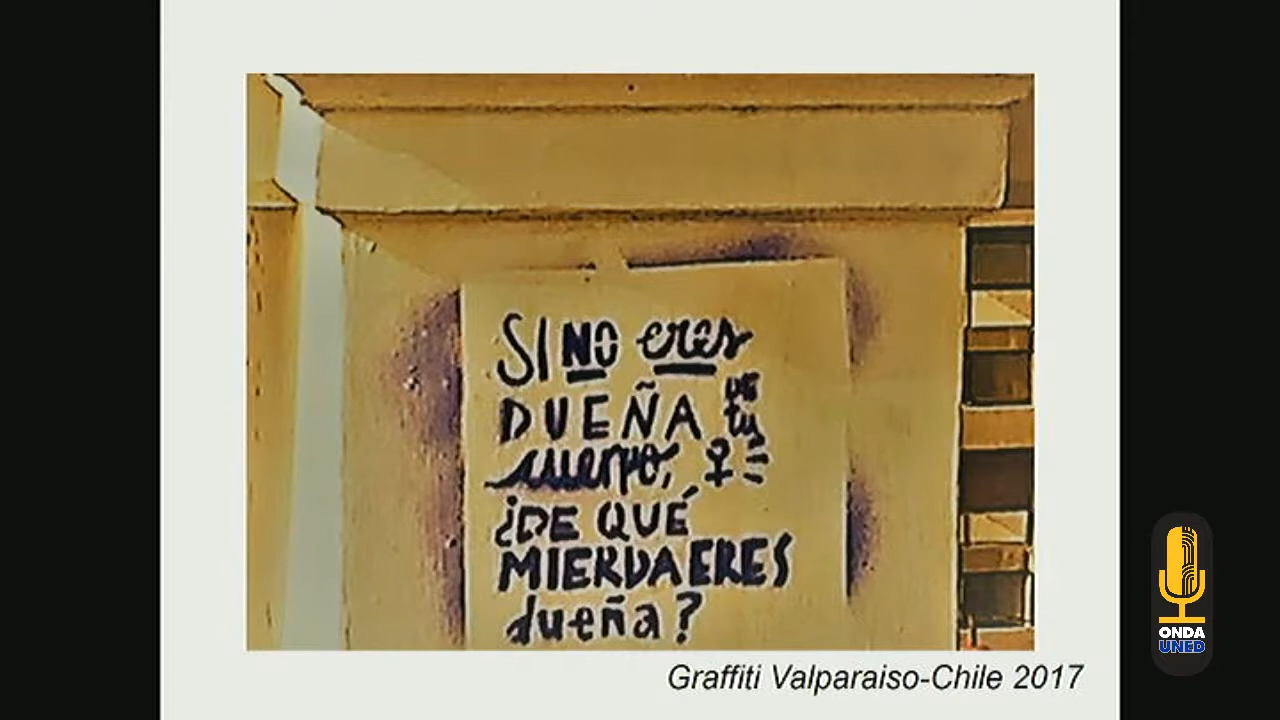 SI NO eres
DUEÑA DE tu
cuerpo,
¿DE QUÉ
MIERDA ERES
dueña?
Graffiti Valparaiso-Chile 2017
ONDA
UNED